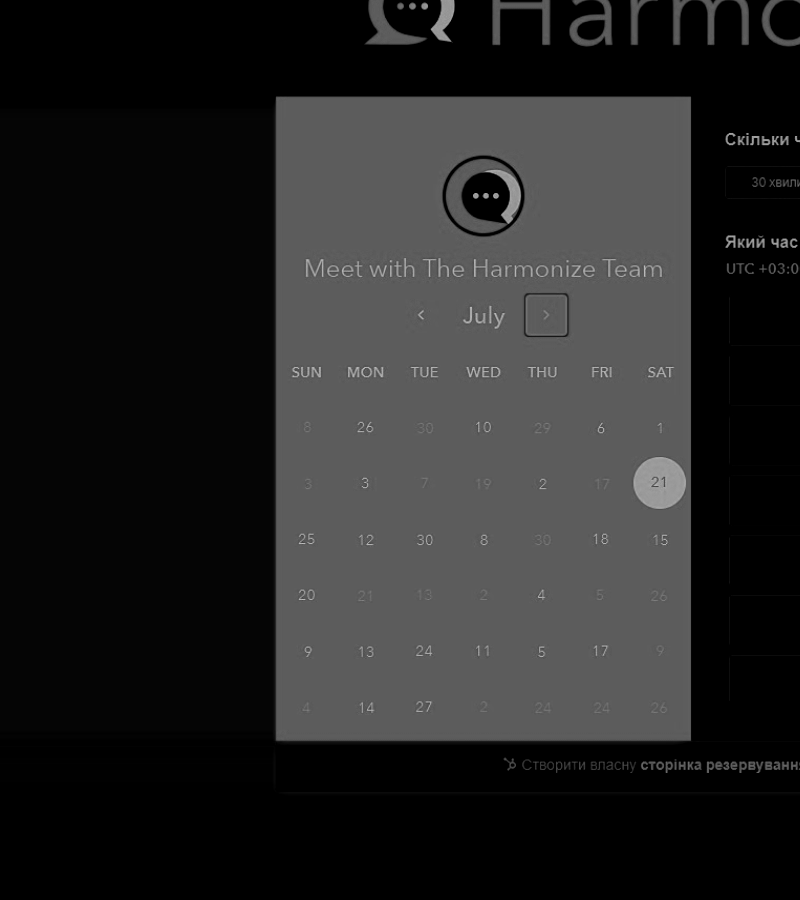 Harmo
Meet with The Harmonize Team
July
SUN MON TUE WED THU FRI SAT
8 26 30 10 29 6 1
3 3 7 19 2 17 21
25 12 30 8 30 18 15
20 21 13 2 4 5 26
9 13 24 11 5 17 9
4 14 27 2 24 24 26
Скільки ч
30 хвили
Який час
UTC +03:0
Створити власну сторінка резервування